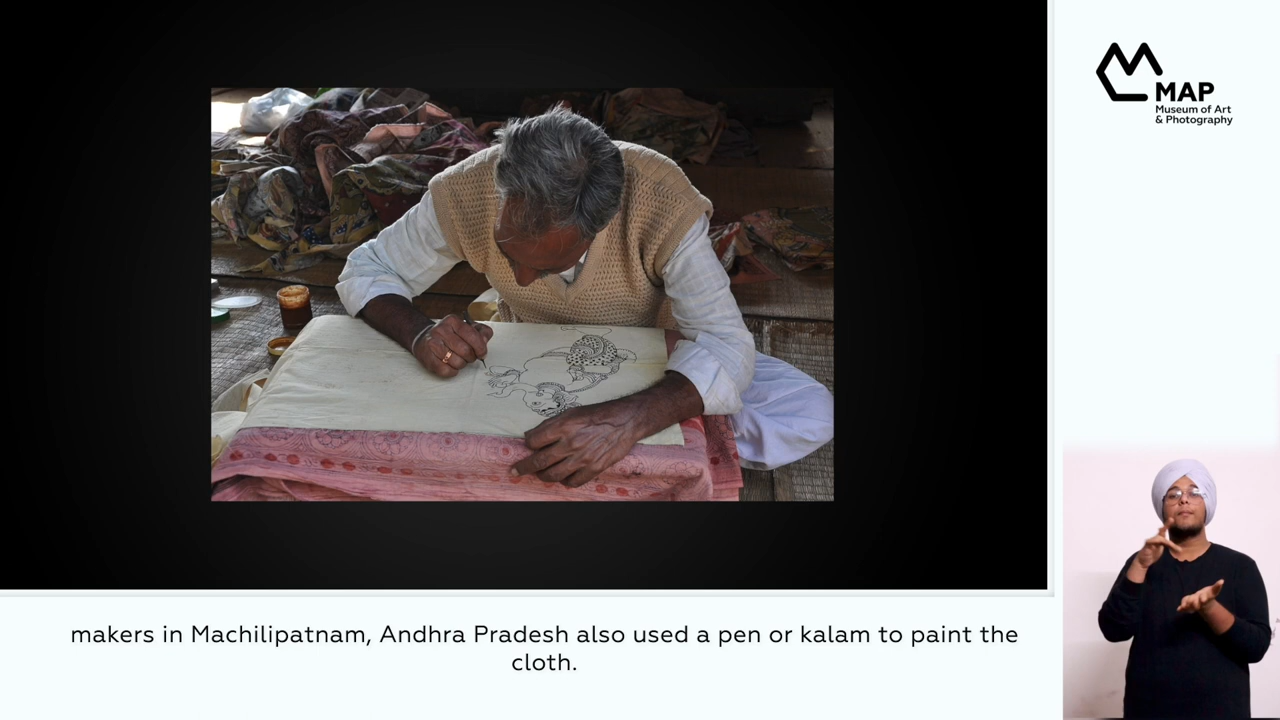 MAP
Museum of Art
& Photography
makers in Machilipatnam, Andhra Pradesh also used a pen or kalam to paint the
cloth.